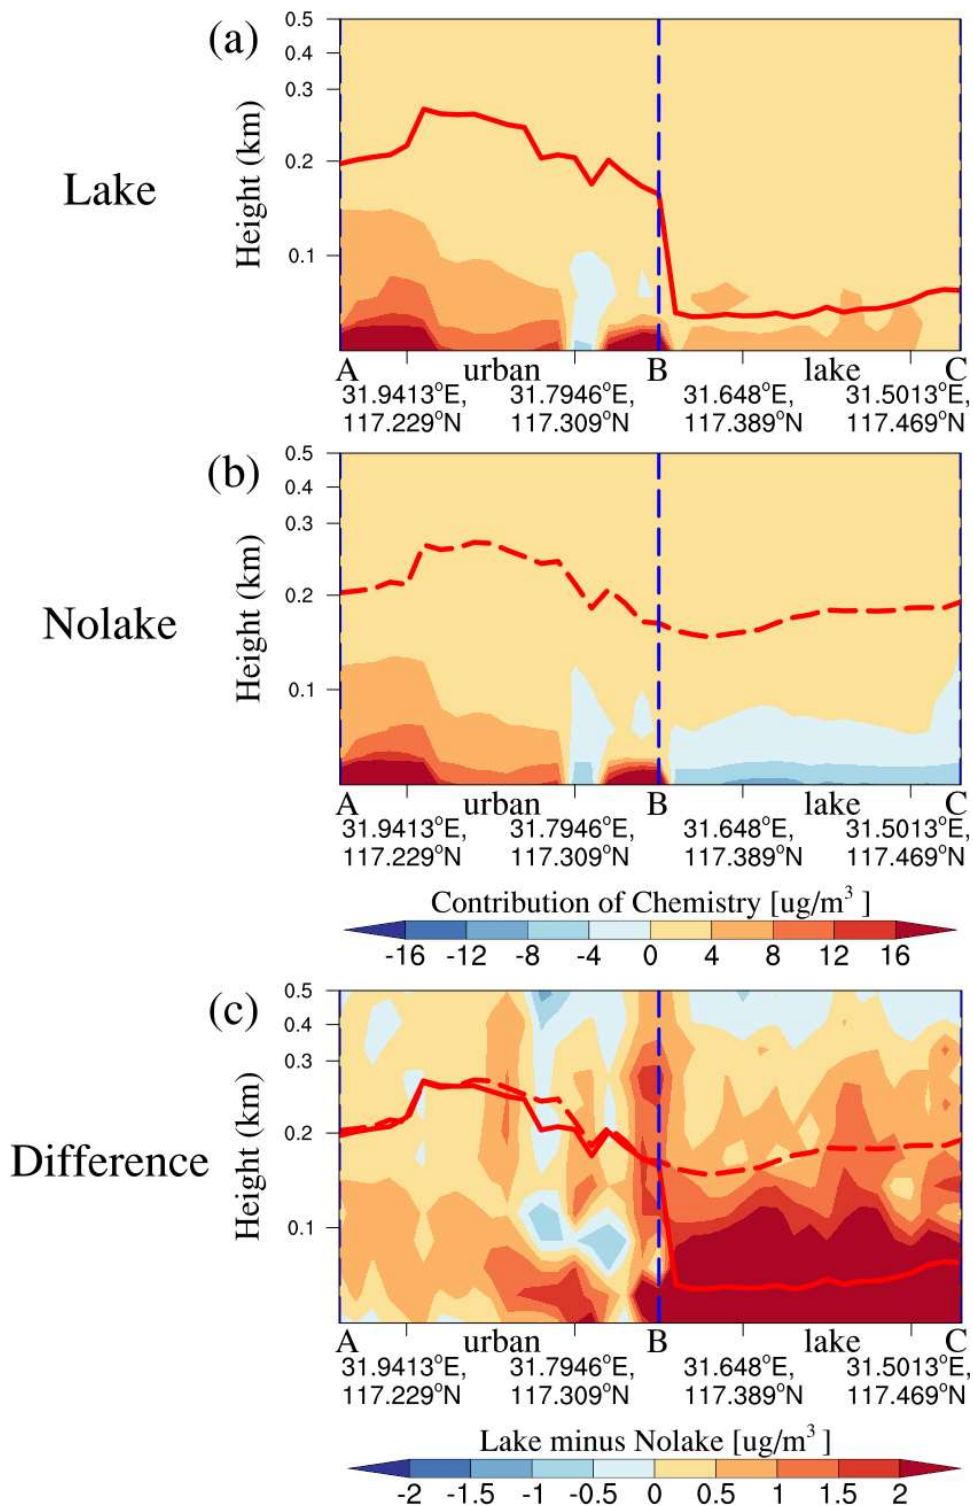 (a)
Lake
Height (km)
0.5
0.4
0.3
0.2
0.1
A urban B lake C
31.9413°E, 31.7946°E, 31.648°E, 31.5013°E,
117.229°N 117.309°N 117.389°N 117.469°N
(b)
Nolake
Height (km)
0.5
0.4
0.3
0.2
0.1
A urban B lake C
31.9413°E, 31.7946°E, 31.648°E, 31.5013°E,
117.229°N 117.309°N 117.389°N 117.469°N
Contribution of Chemistry [ug/m³ ]
-16 -12 -8 -4 0 4 8 12 16
(c)
Difference
Height (km)
0.5
0.4
0.3
0.2
0.1
A urban B lake C
31.9413°E, 31.7946°E, 31.648°E, 31.5013°E,
117.229°N 117.309°N 117.389°N 117.469°N
Lake minus Nolake [ug/m³ ]
-2 -1.5 -1 -0.5 0 0.5 1 1.5 2